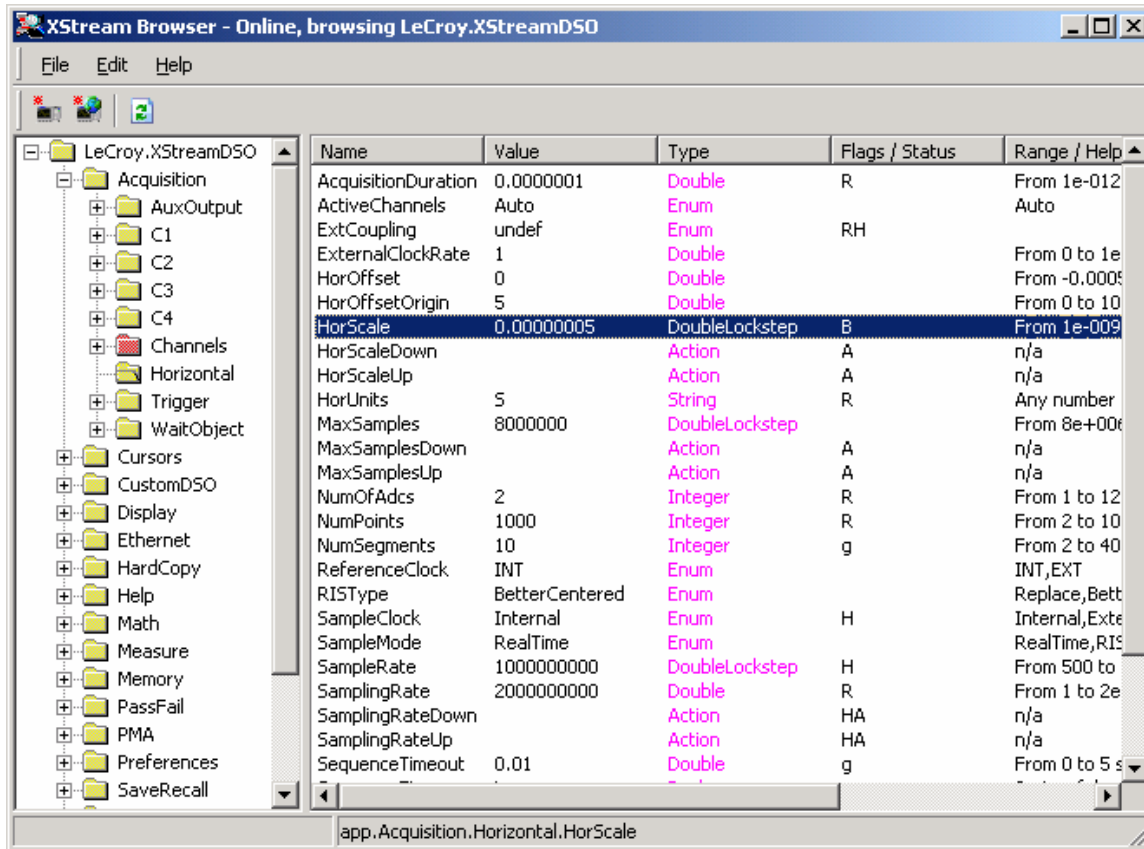 XStream Browser - Online, browsing LeCroy.XStreamDSO
File Edit Help
LeCroy.XStreamDSO
Acquisition
AuxOutput
C1
C2
C3
C4
Channels
Horizontal
Trigger
WaitObject
Cursors
CustomDSO
Display
Ethernet
HardCopy
Help
Math
Measure
Memory
PassFail
PMA
Preferences
SaveRecall
Name Value Type Flags / Status Range / Help
AcquisitionDuration 0.0000001 Double R From 1e-012
ActiveChannels Auto Enum Auto
ExtCoupling undef Enum RH
ExternalClockRate 1 Double From 0 to 1e
HorOffset 0 Double From -0.0005
HorOffsetOrigin 5 Double From 0 to 10
HorScale 0.00000005 DoubleLockstep B From 1e-009
HorScaleDown Action A n/a
HorScaleUp Action A n/a
HorUnits S String R Any number
MaxSamples 8000000 DoubleLockstep From 8e+006
MaxSamplesDown Action A n/a
MaxSamplesUp Action A n/a
NumOfAdcs 2 Integer R From 1 to 12
NumPoints 1000 Integer R From 2 to 10
NumSegments 10 Integer g From 2 to 40
ReferenceClock INT Enum INT,EXT
RISType BetterCentered Enum Replace,Bett
SampleClock Internal Enum H Internal,Exte
SampleMode RealTime Enum RealTime,RIS
SampleRate 1000000000 DoubleLockstep H From 500 to
SamplingRate 2000000000 Double R From 1 to 2e
SamplingRateDown Action HA n/a
SamplingRateUp Action HA n/a
SequenceTimeout 0.01 Double g From 0 to 5 s
app.Acquisition.Horizontal.HorScale